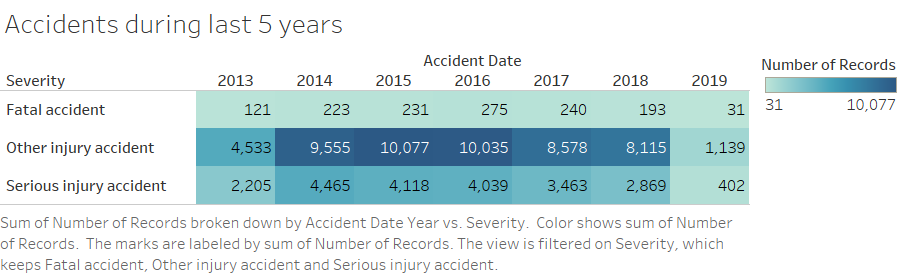 Accidents during last 5 years
Accident Date
Severity 2013 2014 2015 2016 2017 2018 2019
Fatal accident 121 223 231 275 240 193 31
Other injury accident 4,533 9,555 10,077 10,035 8,578 8,115 1,139
Serious injury accident 2,205 4,465 4,118 4,039 3,463 2,869 402
Number of Records
31 10,077
Sum of Number of Records broken down by Accident Date Year vs. Severity. Color shows sum of Number
of Records. The marks are labeled by sum of Number of Records. The view is filtered on Severity, which
keeps Fatal accident, Other injury accident and Serious injury accident.